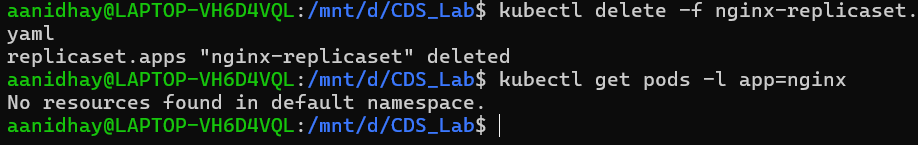 aanidhay@LAPTOP-VH6D4VQL:/mnt/d/CDS_Lab$ kubectl delete -f nginx-replicaset.
yaml
replicaset.apps "nginx-replicaset" deleted
aanidhay@LAPTOP-VH6D4VQL:/mnt/d/CDS_Lab$ kubectl get pods -l app=nginx
No resources found in default namespace.
aanidhay@LAPTOP-VH6D4VQL:/mnt/d/CDS_Lab$